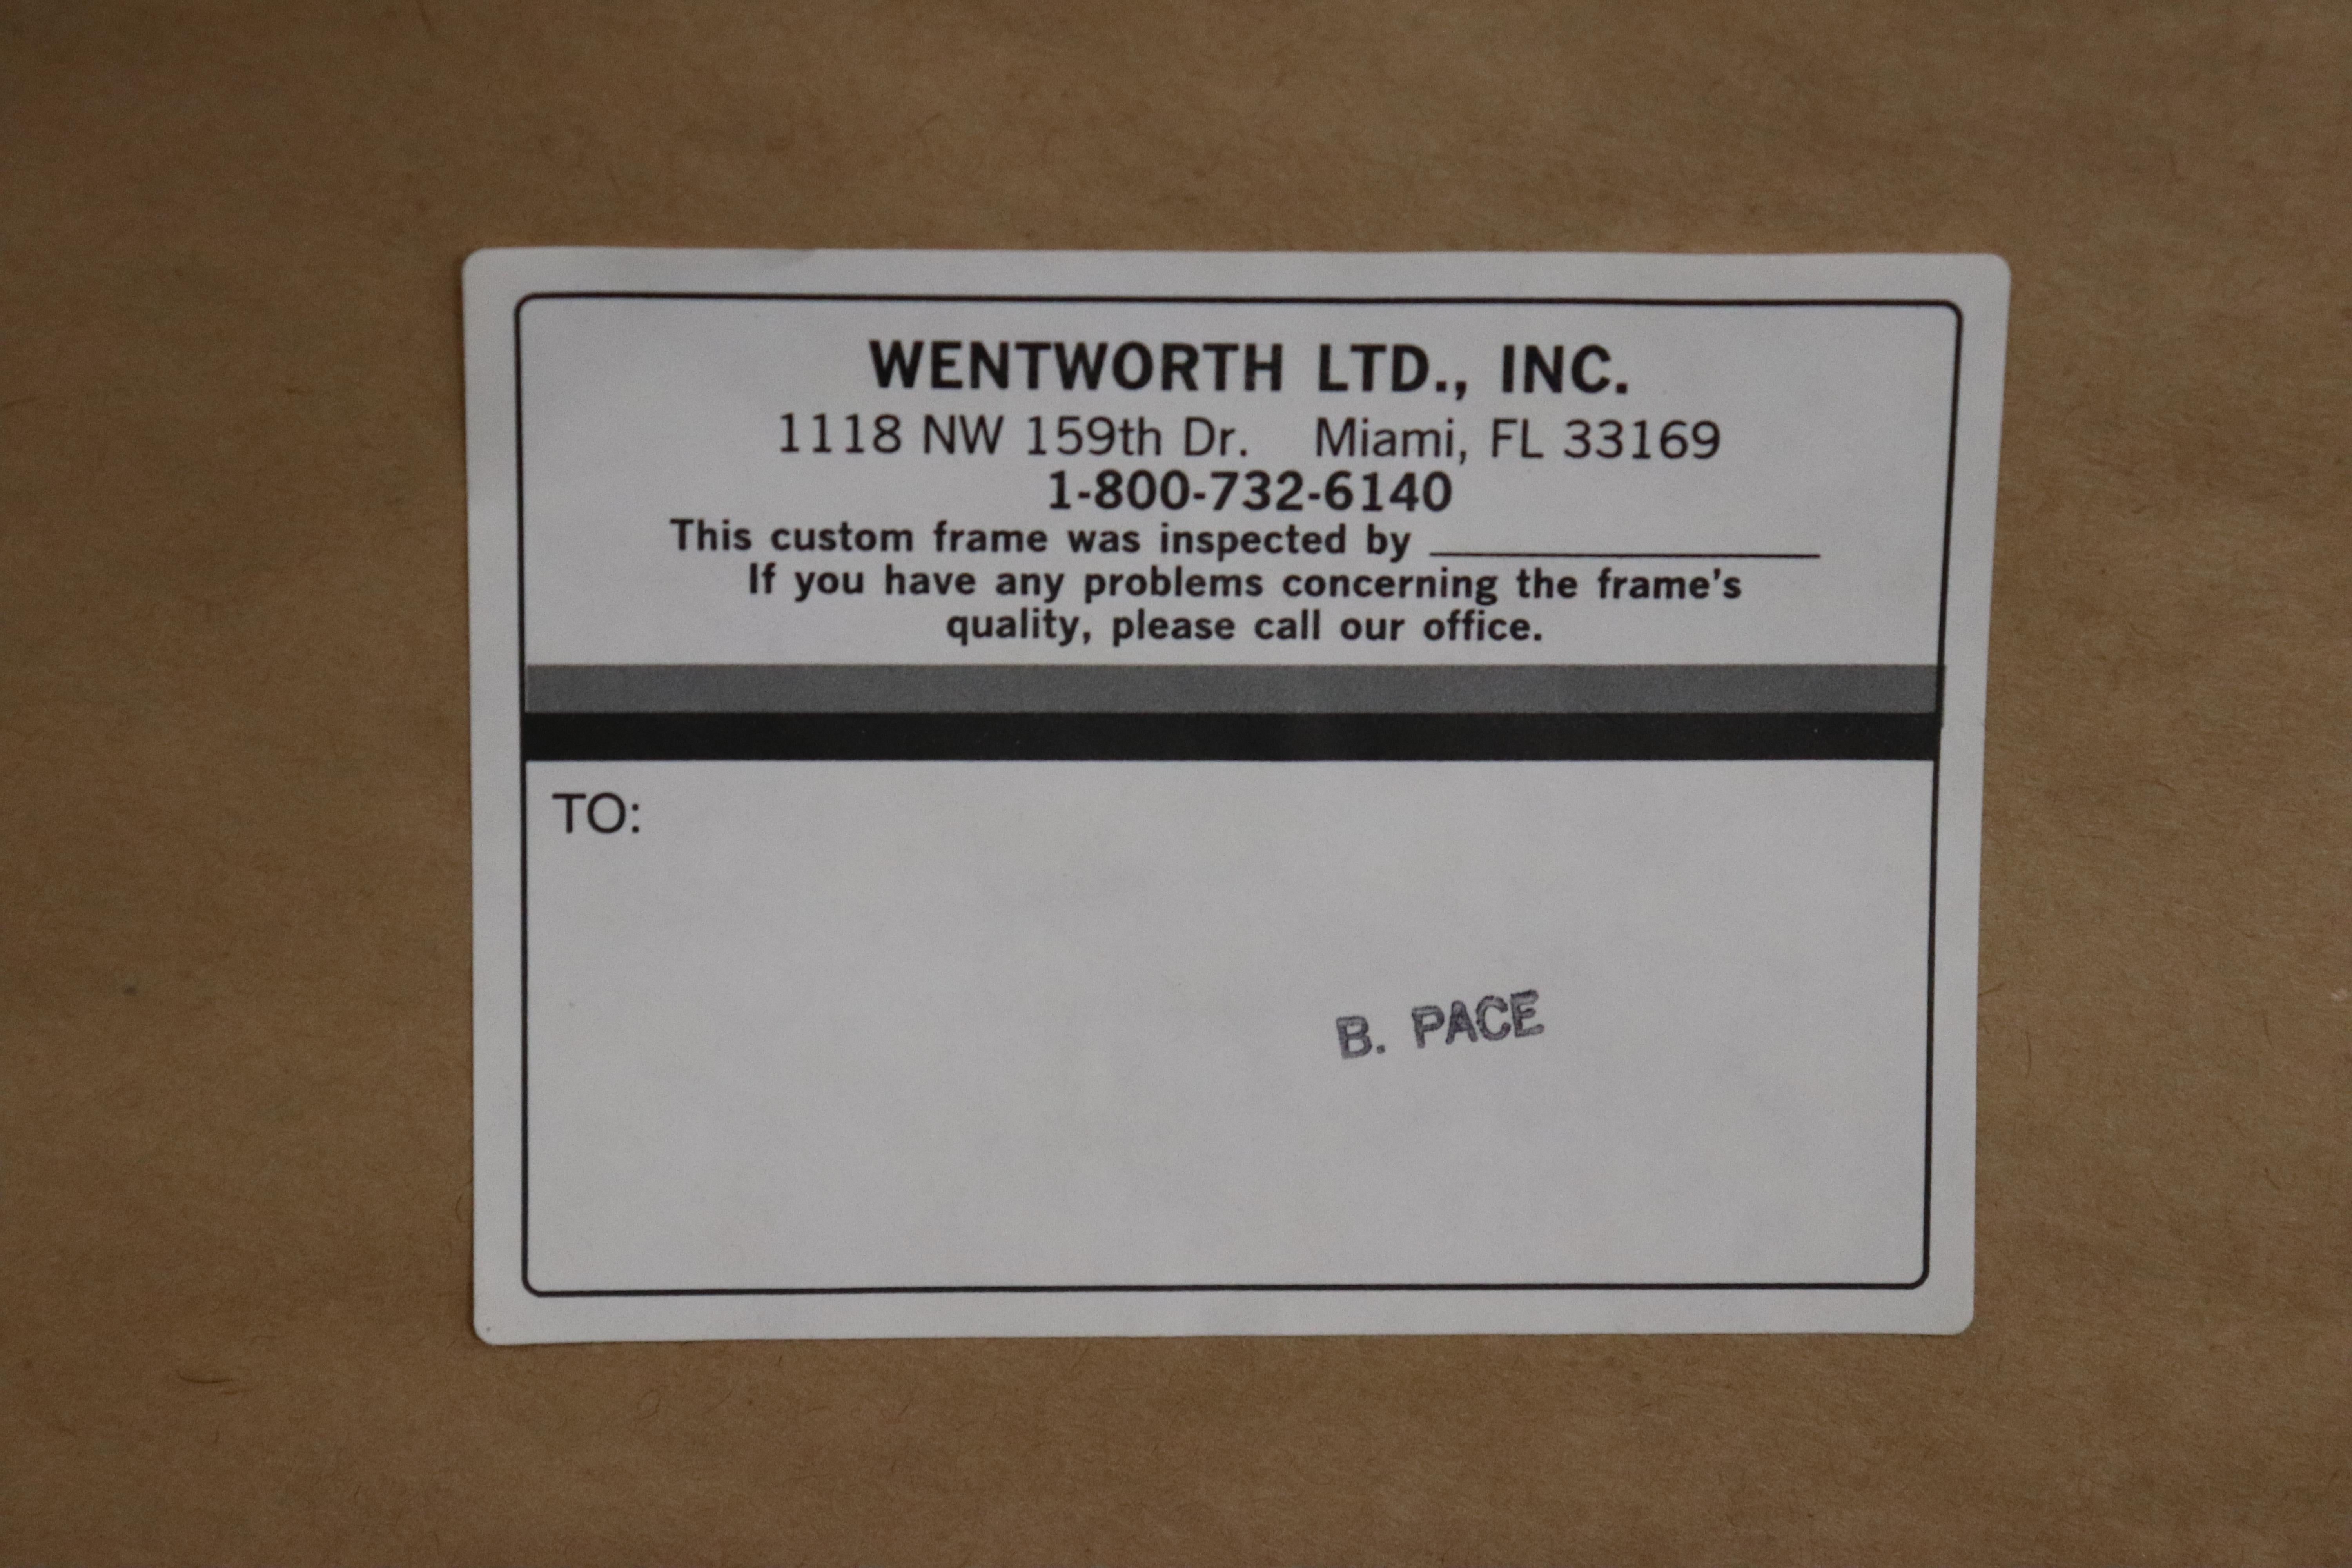 WENTWORTH LTD., INC.
1118 NW 159th Dr. Miami, FL 33169
1-800-732-6140
This custom frame was inspected by
If you have any problems concerning the frame's
quality, please call our office.
TO:
B. PACE